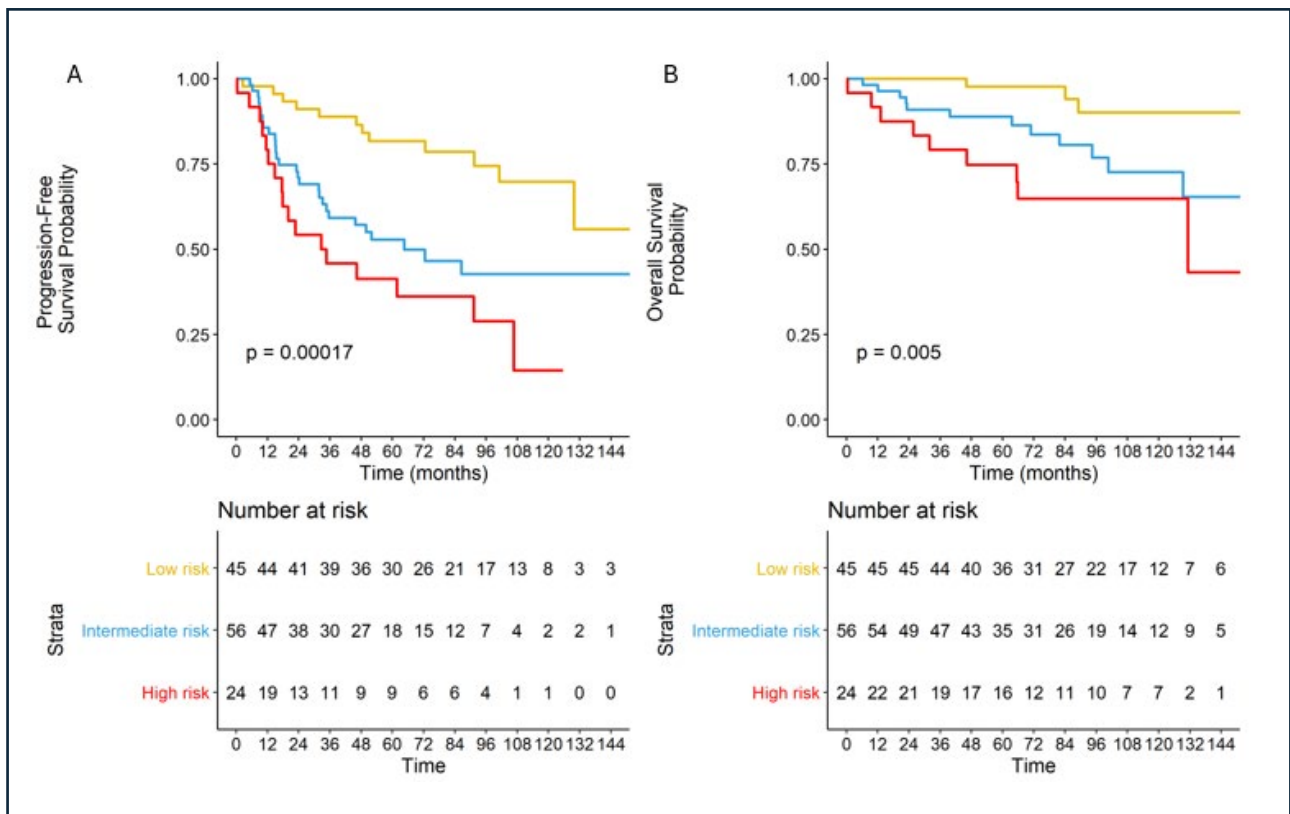 A
Progression-Free
Survival Probability
1.00
0.75
0.50
0.25
0.00
p = 0.00017
0 12 24 36 48 60 72 84 96 108 120 132 144
Time (months)
B
Overall Survival
Probability
1.00
0.75
0.50
0.25
0.00
p = 0.005
0 12 24 36 48 60 72 84 96 108 120 132 144
Time (months)
Number at risk
Strata
Low risk 45 44 41 39 36 30 26 21 17 13 8 3 3
Intermediate risk 56 47 38 30 27 18 15 12 7 4 2 2 1
High risk 24 19 13 11 9 9 6 6 4 1 1 0 0
0 12 24 36 48 60 72 84 96 108 120 132 144
Time
Number at risk
Strata
Low risk 45 45 45 44 40 36 31 27 22 17 12 7 6
Intermediate risk 56 54 49 47 43 35 31 26 19 14 12 9 5
High risk 24 22 21 19 17 16 12 11 10 7 7 2 1
0 12 24 36 48 60 72 84 96 108 120 132 144
Time